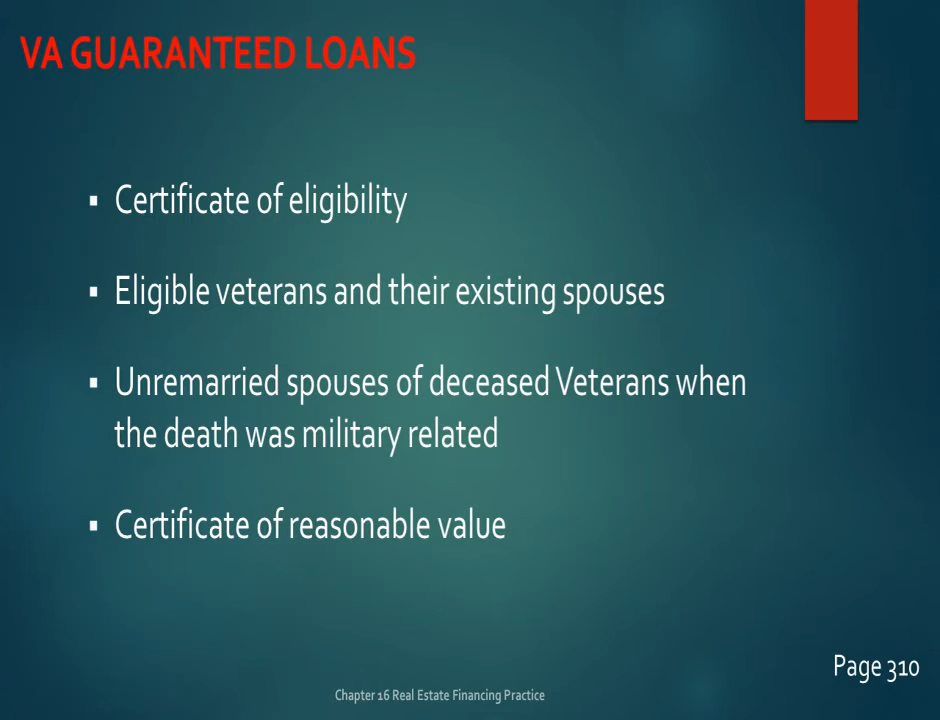 VA GUARANTEED LOANS
▪ Certificate of eligibility
▪ Eligible veterans and their existing spouses
▪ Unremarried spouses of deceased Veterans when
the death was military related
▪ Certificate of reasonable value
Page 310
Chapter 16 Real Estate Financing Practice